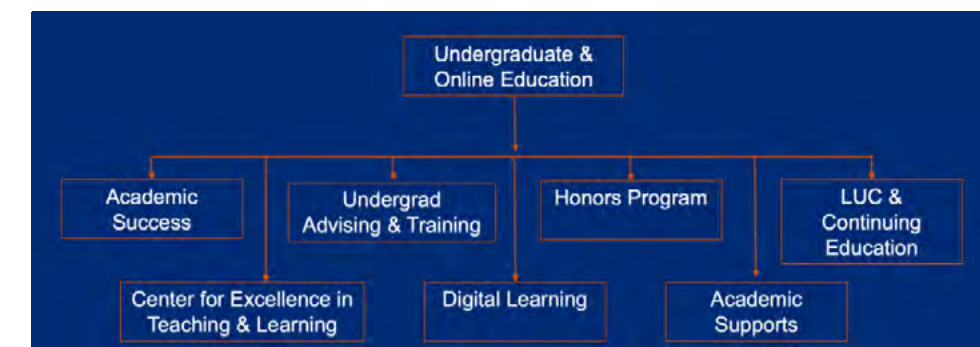 Undergraduate &
Online Education
Academic
Success
Undergrad
Advising & Training
Honors Program
LUC &
Continuing
Education
Center for Excellence in
Teaching & Learning
Digital Learning
Academic
Supports